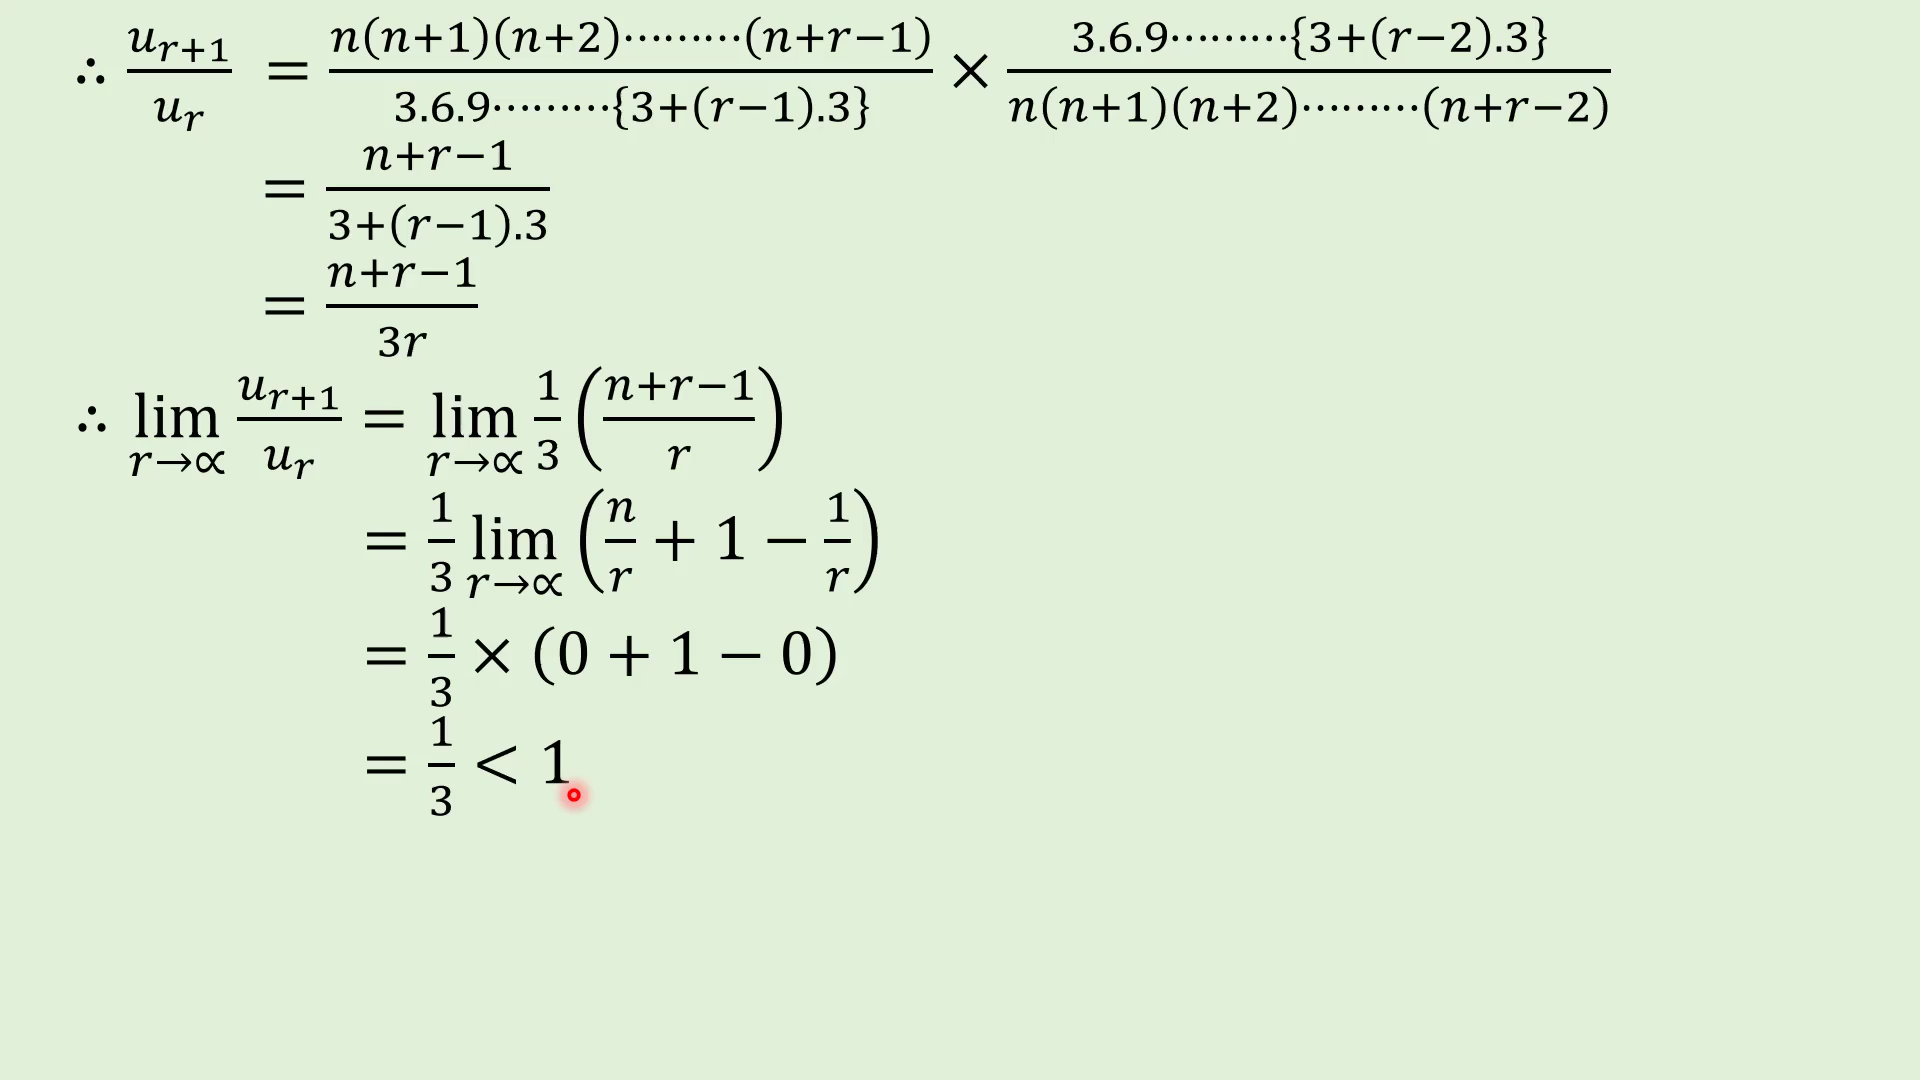 ∴ u_{r+1}/u_r = n(n+1)(n+2)⋯⋯⋯(n+r−1)/3.6.9⋯⋯⋯{3+(r−1).3} × 3.6.9⋯⋯⋯{3+(r−2).3}/n(n+1)(n+2)⋯⋯⋯(n+r−2)
= n+r−1/3+(r−1).3
= n+r−1/3r
∴ lim_{r→∝} u_{r+1}/u_r = lim_{r→∝} 1/3 (n+r−1/r)
= 1/3 lim_{r→∝} (n/r + 1 − 1/r)
= 1/3 × (0 + 1 − 0)
= 1/3 < 1